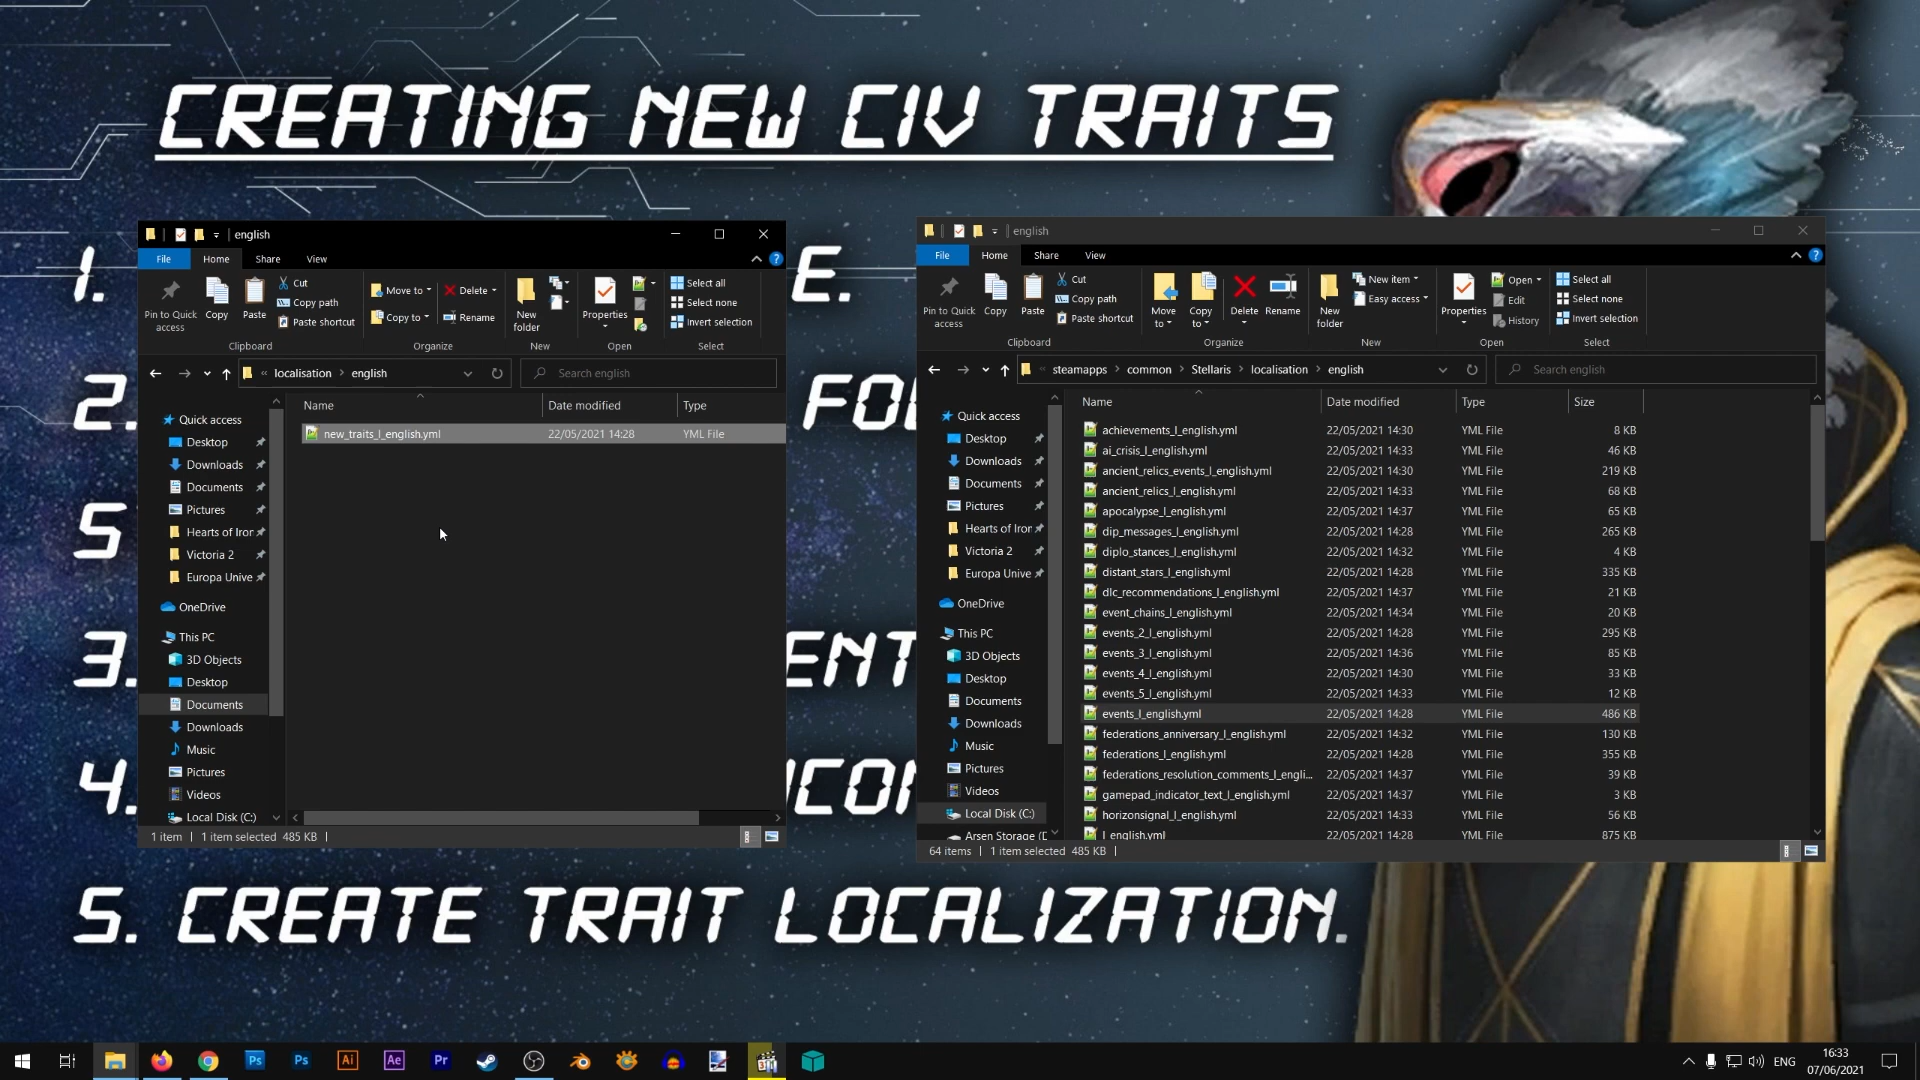 CREATING NEW CIV TRAITS
1.
E.
2.
FO
S
3.
ENT
4.
ICO
5. CREATE TRAIT LOCALIZATION.
english
File
Home
Share
View
Pin to Quick access
Copy
Paste
Cut
Copy path
Paste shortcut
Clipboard
Move to
Copy to
Delete
Rename
Organize
New folder
New
Properties
Open
Select all
Select none
Invert selection
Select
« localisation > english
Search english
Name
Date modified
Type
new_traits_l_english.yml 22/05/2021 14:28 YML File
Quick access
Desktop
Downloads
Documents
Pictures
Hearts of Iron
Victoria 2
Europa Unive
OneDrive
This PC
3D Objects
Desktop
Documents
Downloads
Music
Pictures
Videos
Local Disk (C:)
1 item
1 item selected 485 KB
english
File
Home
Share
View
Pin to Quick access
Copy
Paste
Cut
Copy path
Paste shortcut
Clipboard
Move to
Copy to
Delete
Rename
Organize
New folder
New item
Easy access
New
Properties
Open
Edit
History
Open
Select all
Select none
Invert selection
Select
« steamapps > common > Stellaris > localisation > english
Search english
Name
Date modified
Type
Size
Quick access
Desktop
Downloads
Documents
Pictures
Hearts of Iron
Victoria 2
Europa Unive
OneDrive
This PC
3D Objects
Desktop
Documents
Downloads
Music
Pictures
Videos
Local Disk (C:)
Arsen Storage (D
achievements_l_english.yml 22/05/2021 14:30 YML File 8 KB
ai_crisis_l_english.yml 22/05/2021 14:33 YML File 46 KB
ancient_relics_events_l_english.yml 22/05/2021 14:30 YML File 219 KB
ancient_relics_l_english.yml 22/05/2021 14:33 YML File 68 KB
apocalypse_l_english.yml 22/05/2021 14:37 YML File 65 KB
dip_messages_l_english.yml 22/05/2021 14:28 YML File 265 KB
diplo_stances_l_english.yml 22/05/2021 14:32 YML File 4 KB
distant_stars_l_english.yml 22/05/2021 14:28 YML File 335 KB
dlc_recommendations_l_english.yml 22/05/2021 14:37 YML File 21 KB
event_chains_l_english.yml 22/05/2021 14:34 YML File 20 KB
events_2_l_english.yml 22/05/2021 14:28 YML File 295 KB
events_3_l_english.yml 22/05/2021 14:36 YML File 85 KB
events_4_l_english.yml 22/05/2021 14:30 YML File 33 KB
events_5_l_english.yml 22/05/2021 14:33 YML File 12 KB
events_l_english.yml 22/05/2021 14:28 YML File 486 KB
federations_anniversary_l_english.yml 22/05/2021 14:32 YML File 130 KB
federations_l_english.yml 22/05/2021 14:28 YML File 355 KB
federations_resolution_comments_l_engli... 22/05/2021 14:37 YML File 39 KB
gamepad_indicator_text_l_english.yml 22/05/2021 14:37 YML File 3 KB
horizonsignal_l_english.yml 22/05/2021 14:30 YML File 56 KB
l_english.yml 22/05/2021 14:28 YML File 875 KB
64 items
1 item selected 485 KB
Ps
Ps
Ai
Ae
Pr
ENG
16:33
07/06/2021